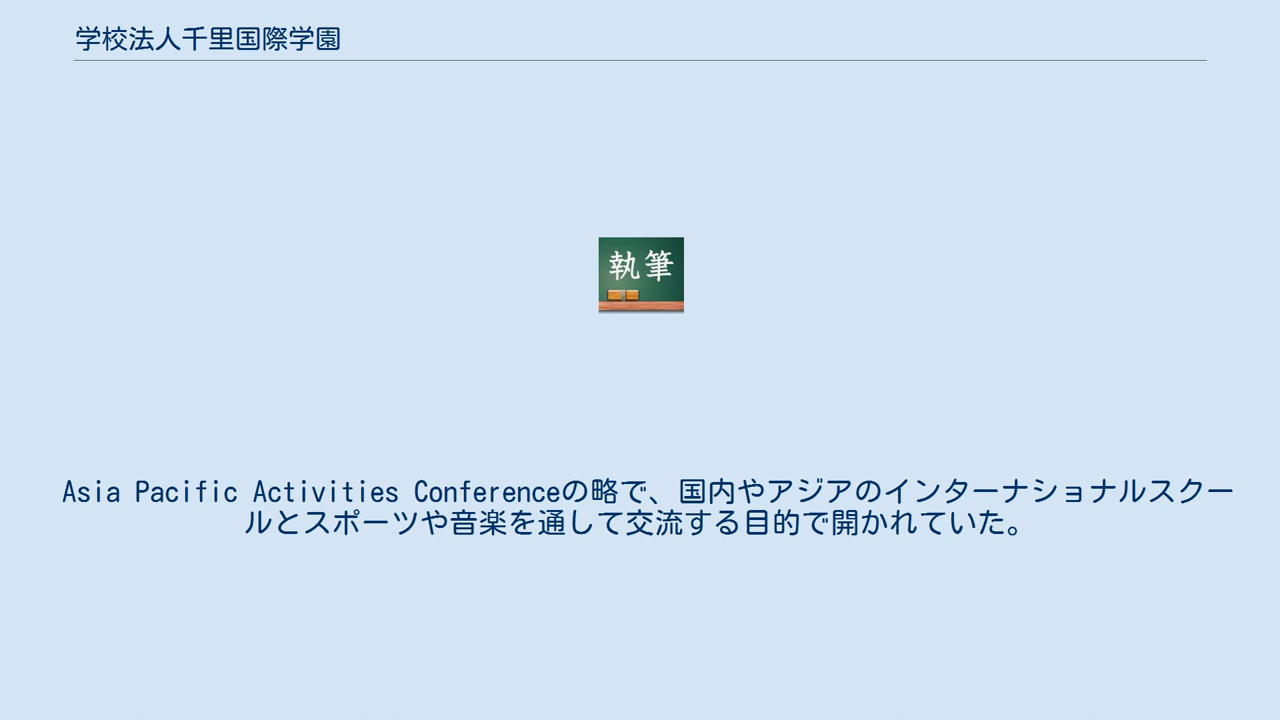 学校法人千里国際学園
執筆
Asia Pacific Activities Conferenceの略で、国内やアジアのインターナショナルスクー
ルとスポーツや音楽を通して交流する目的で開かれていた。